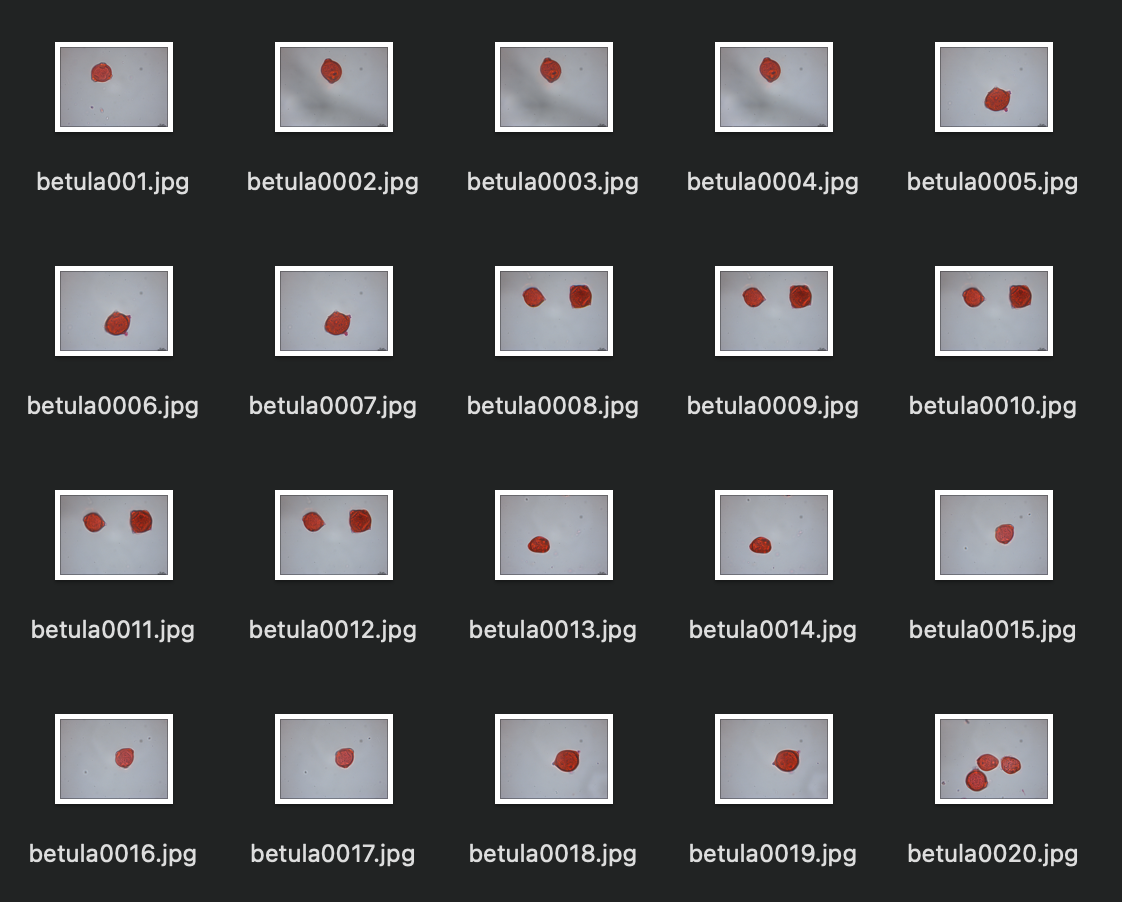 betula001.jpg betula0002.jpg betula0003.jpg betula0004.jpg betula0005.jpg
betula0006.jpg betula0007.jpg betula0008.jpg betula0009.jpg betula0010.jpg
betula0011.jpg betula0012.jpg betula0013.jpg betula0014.jpg betula0015.jpg
betula0016.jpg betula0017.jpg betula0018.jpg betula0019.jpg betula0020.jpg